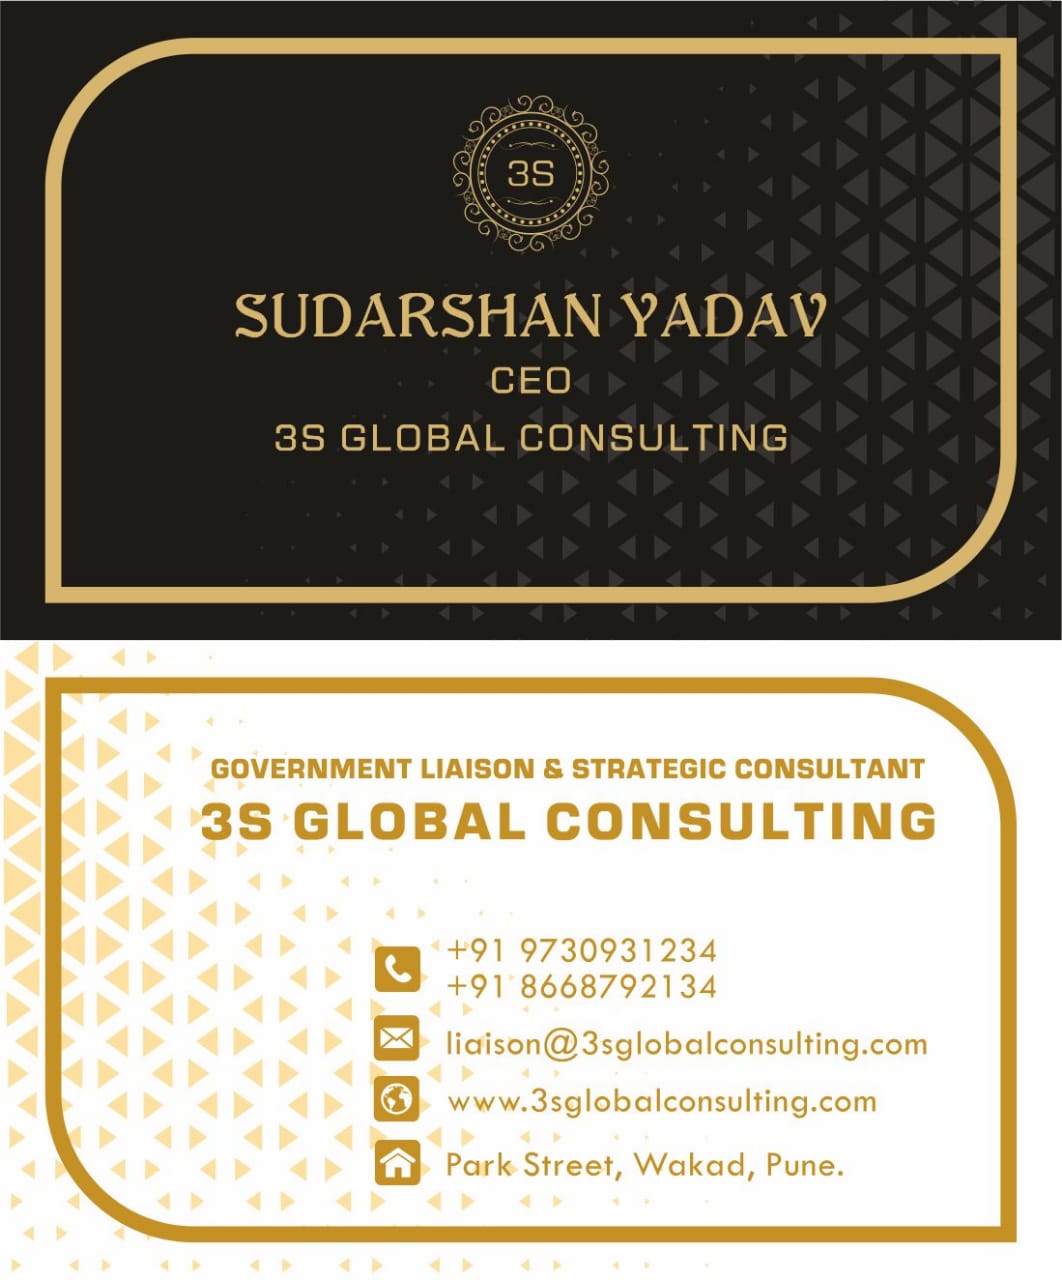 3S
SUDARSHAN YADAV
CEO
3S GLOBAL CONSULTING
GOVERNMENT LIAISON & STRATEGIC CONSULTANT
3S GLOBAL CONSULTING
+91 9730931234
+91 8668792134
liaison@3sglobalconsulting.com
www.3sglobalconsulting.com
Park Street, Wakad, Pune.